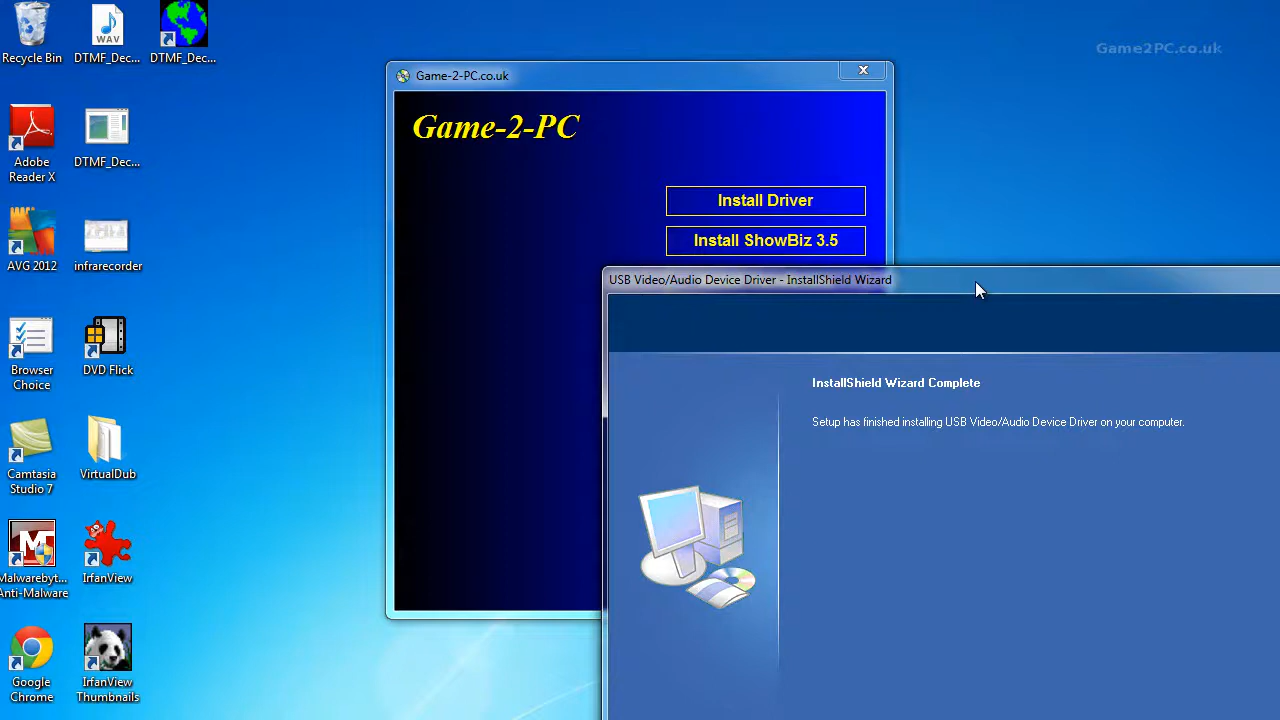 Recycle Bin
DTMF_Dec...
WAV
DTMF_Dec...
Game2PC.co.uk
Game-2-PC.co.uk
Game-2-PC
Install Driver
Install ShowBiz 3.5
Adobe
Reader X
DTMF_Dec...
AVG 2012
infrarecorder
Browser
Choice
DVD Flick
Camtasia
Studio 7
VirtualDub
Malwarebyt...
Anti-Malware
IrfanView
Google
Chrome
IrfanView
Thumbnails
USB Video/Audio Device Driver - InstallShield Wizard
InstallShield Wizard Complete
Setup has finished installing USB Video/Audio Device Driver on your computer.